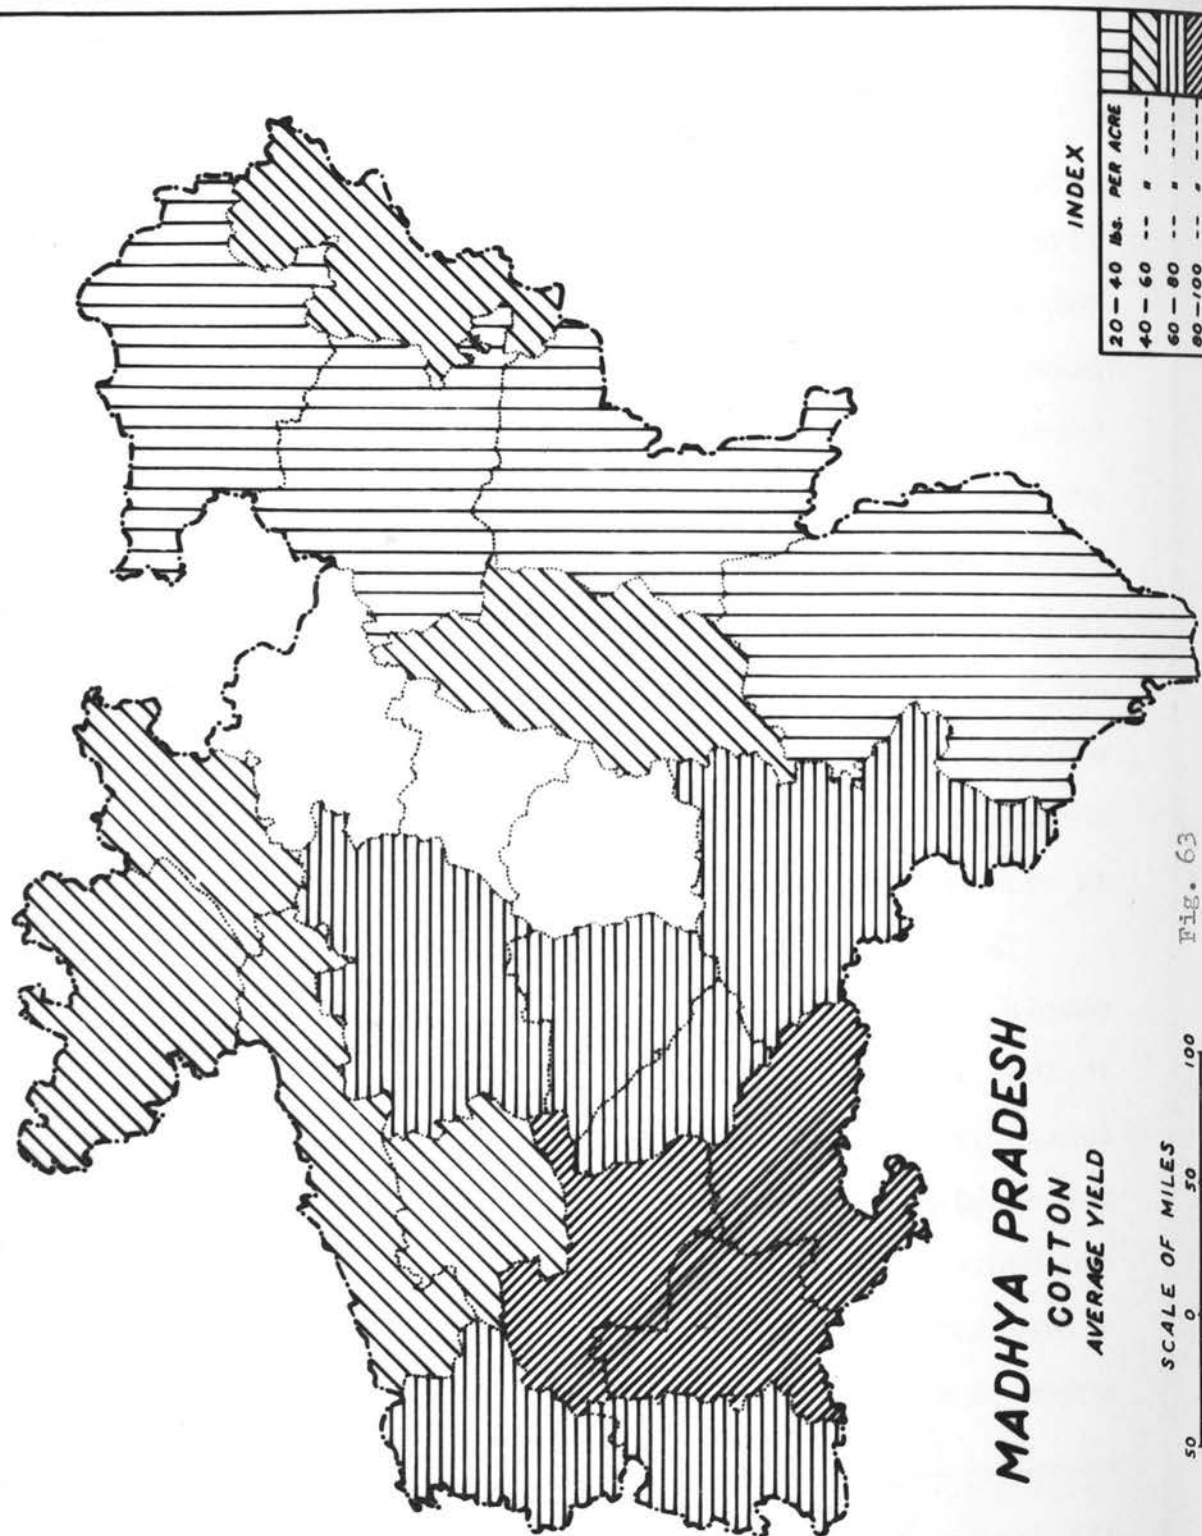 MADHYA PRADESH
COTTON
AVERAGE YIELD
SCALE OF MILES
50 0 50 100
Fig. 63
INDEX
20-40 lbs. PER ACRE
40-60 -- " ----
60-80 -- " ----
80-100 -- " ----